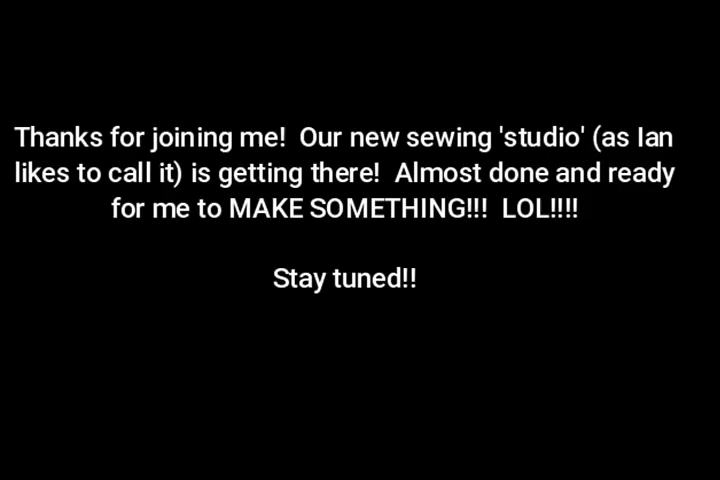 Thanks for joining me!  Our new sewing 'studio' (as Ian
likes to call it) is getting there!  Almost done and ready
for me to MAKE SOMETHING!!!  LOL!!!!
Stay tuned!!